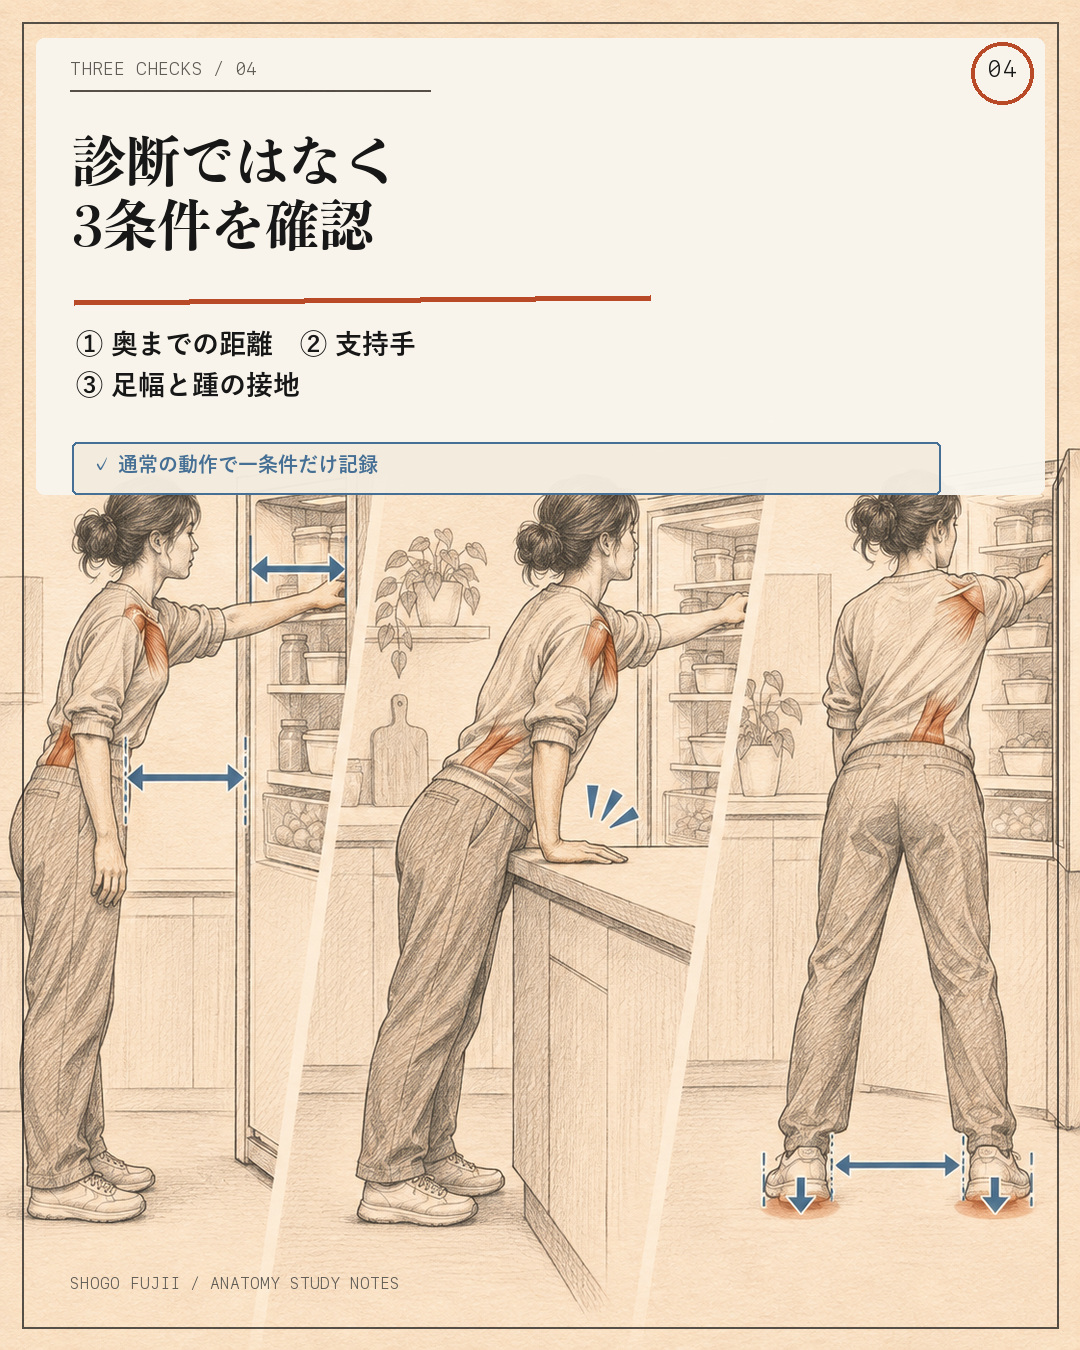 THREE CHECKS / 04
04
診断ではなく
3条件を確認
① 奥までの距離 ② 支持手
③ 足幅と踵の接地
✓ 通常の動作で一条件だけ記録
SHOGO FUJII / ANATOMY STUDY NOTES